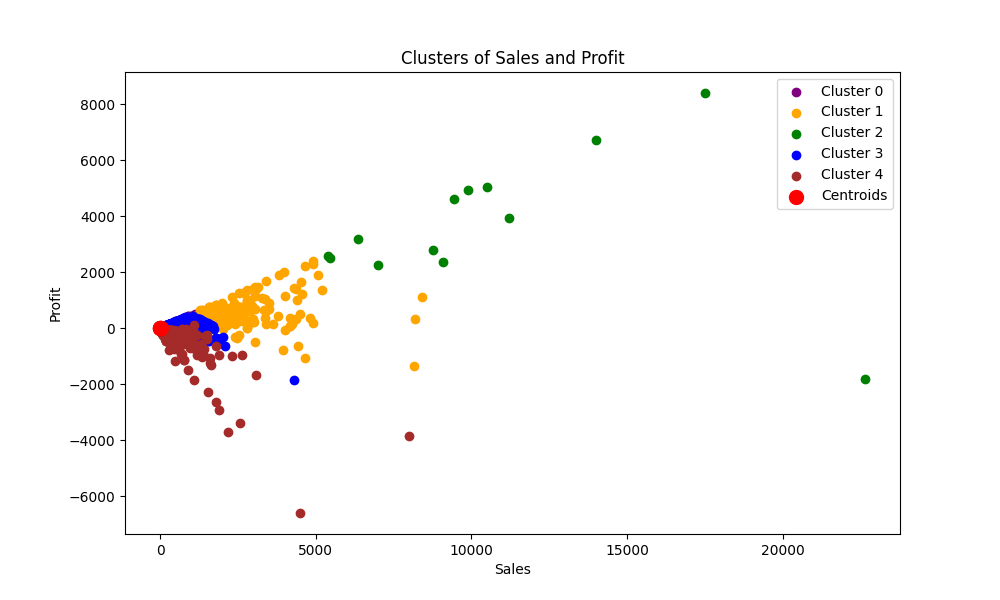 Clusters of Sales and Profit
Cluster 0
Cluster 1
Cluster 2
Cluster 3
Cluster 4
Centroids
8000
6000
4000
2000
0
−2000
−4000
−6000
Profit
0
5000
10000
15000
20000
Sales